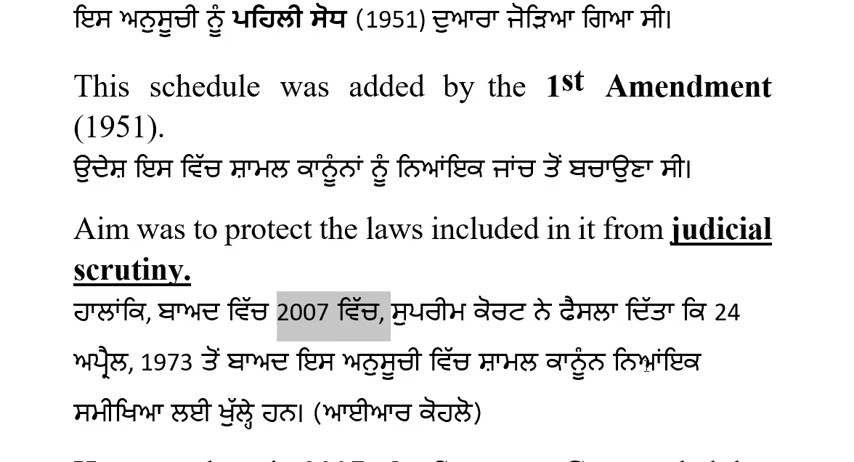 ਇਸ ਅਨੁਸੂਚੀ ਨੂੰ ਪਹਿਲੀ ਸੋਧ (1951) ਦੁਆਰਾ ਜੋੜਿਆ ਗਿਆ ਸੀ।
This schedule was added by the 1st Amendment
(1951).
ਉਦੇਸ਼ ਇਸ ਵਿੱਚ ਸ਼ਾਮਲ ਕਾਨੂੰਨਾਂ ਨੂੰ ਨਿਆਂਇਕ ਜਾਂਚ ਤੋਂ ਬਚਾਉਣਾ ਸੀ।
Aim was to protect the laws included in it from judicial
scrutiny.
ਹਾਲਾਂਕਿ, ਬਾਅਦ ਵਿੱਚ 2007 ਵਿੱਚ, ਸੁਪਰੀਮ ਕੋਰਟ ਨੇ ਫੈਸਲਾ ਦਿੱਤਾ ਕਿ 24
ਅਪ੍ਰੈਲ, 1973 ਤੋਂ ਬਾਅਦ ਇਸ ਅਨੁਸੂਚੀ ਵਿੱਚ ਸ਼ਾਮਲ ਕਾਨੂੰਨ ਨਿਆਂਇਕ
ਸਮੀਖਿਆ ਲਈ ਖੁੱਲ੍ਹੇ ਹਨ। (ਆਈਆਰ ਕੋਹਲੋ)